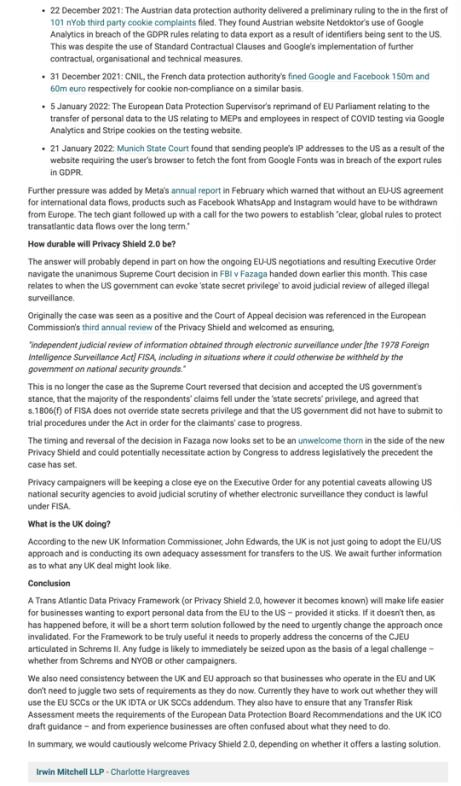 • 22 December 2021: The Austrian data protection authority delivered a preliminary ruling to the in the first of
101 nYob third party cookie complaints filed. They found Austrian website Netdoktor's use of Google
Analytics in breach of the GDPR rules relating to data export as a result of identifiers being sent to the US.
This was despite the use of Standard Contractual Clauses and Google's implementation of further
contractual, organisational and technical measures.
• 31 December 2021: CNIL, the French data protection authority's fined Google and Facebook 150m and
60m euro respectively for cookie non-compliance on a similar basis.
• 5 January 2022: The European Data Protection Supervisor's reprimand of EU Parliament relating to the
transfer of personal data to the US relating to MEPs and employees in respect of COVID testing via Google
Analytics and Stripe cookies on the testing website.
• 21 January 2022: Munich State Court found that sending people's IP addresses to the US as a result of the
website requiring the user's browser to fetch the font from Google Fonts was in breach of the export rules
in GDPR.
Further pressure was added by Meta's annual report in February which warned that without an EU-US agreement
for international data flows, products such as Facebook WhatsApp and Instagram would have to be withdrawn
from Europe. The tech giant followed up with a call for the two powers to establish "clear, global rules to protect
transatlantic data flows over the long term."
How durable will Privacy Shield 2.0 be?
The answer will probably depend in part on how the ongoing EU-US negotiations and resulting Executive Order
navigate the unanimous Supreme Court decision in FBI v Fazaga handed down earlier this month. This case
relates to when the US government can evoke 'state secret privilege' to avoid judicial review of alleged illegal
surveillance.
Originally the case was seen as a positive and the Court of Appeal decision was referenced in the European
Commission's third annual review of the Privacy Shield and welcomed as ensuring,
"independent judicial review of information obtained through electronic surveillance under [the 1978 Foreign
Intelligence Surveillance Act] FISA, including in situations where it could otherwise be withheld by the
government on national security grounds."
This is no longer the case as the Supreme Court reversed that decision and accepted the US government's
stance, that the majority of the respondents' claims fell under the 'state secrets' privilege, and agreed that
s.1806(f) of FISA does not override state secrets privilege and that the US government did not have to submit to
trial procedures under the Act in order for the claimants' case to progress.
The timing and reversal of the decision in Fazaga now looks set to be an unwelcome thorn in the side of the new
Privacy Shield and could potentially necessitate action by Congress to address legislatively the precedent the
case has set.
Privacy campaigners will be keeping a close eye on the Executive Order for any potential caveats allowing US
national security agencies to avoid judicial scrutiny of whether electronic surveillance they conduct is lawful
under FISA.
What is the UK doing?
According to the new UK Information Commissioner, John Edwards, the UK is not just going to adopt the EU/US
approach and is conducting its own adequacy assessment for transfers to the US. We await further information
as to what any UK deal might look like.
Conclusion
A Trans Atlantic Data Privacy Framework (or Privacy Shield 2.0, however it becomes known) will make life easier
for businesses wanting to export personal data from the EU to the US – provided it sticks. If it doesn't then, as
has happened before, it will be a short term solution followed by the need to urgently change the approach once
invalidated. For the Framework to be truly useful it needs to properly address the concerns of the CJEU
articulated in Schrems II. Any fudge is likely to immediately be seized upon as the basis of a legal challenge –
whether from Schrems and NYOB or other campaigners.
We also need consistency between the UK and EU approach so that businesses who operate in the EU and UK
don't need to juggle two sets of requirements as they do now. Currently they have to work out whether they will
use the EU SCCs or the UK IDTA or UK SCCs addendum. They also have to ensure that any Transfer Risk
Assessment meets the requirements of the European Data Protection Board Recommendations and the UK ICO
draft guidance – and from experience businesses are often confused about what they need to do.
In summary, we would cautiously welcome Privacy Shield 2.0, depending on whether it offers a lasting solution.
Irwin Mitchell LLP - Charlotte Hargreaves